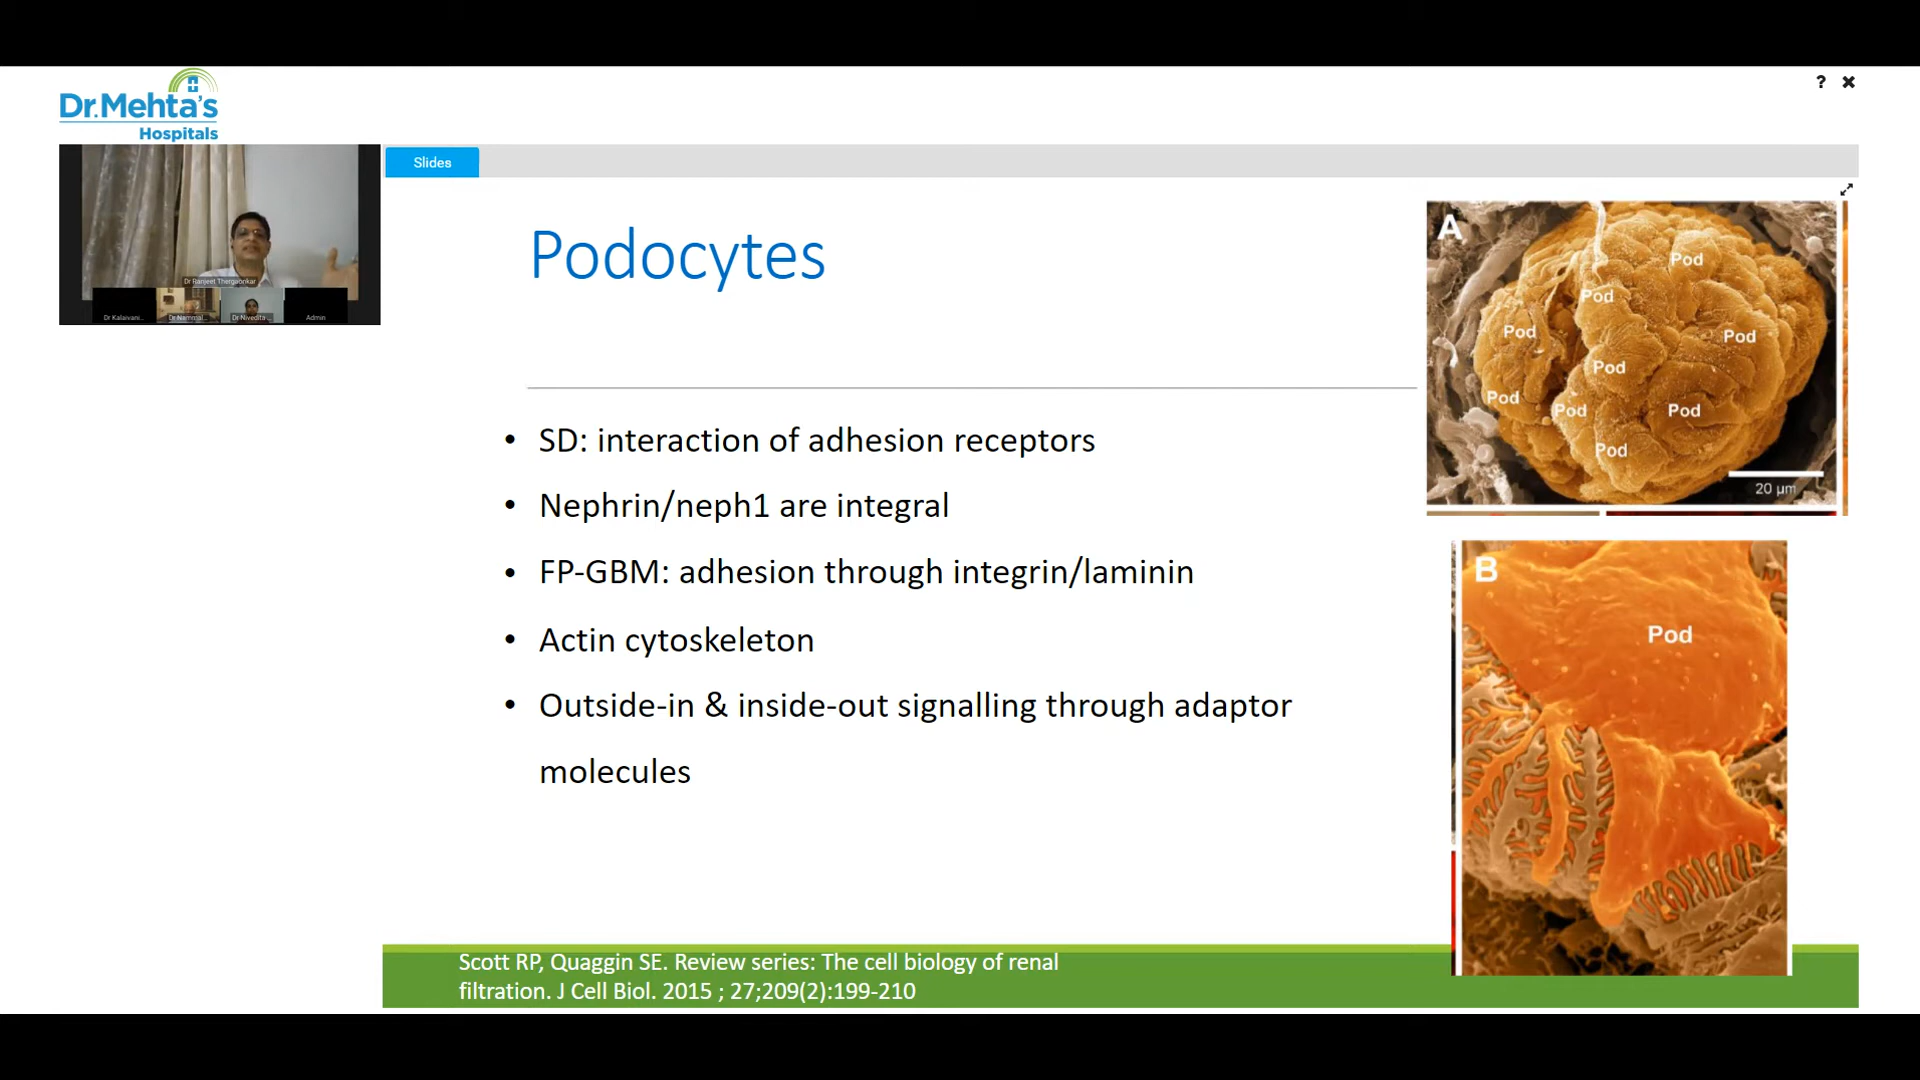 Dr.Mehta's
Hospitals
? ✖
Slides
Dr Ranjeet Thergaonkar
Dr Kalaivani...
Dr Nammal...
Dr Nivedita ...
Admin
Podocytes
• SD: interaction of adhesion receptors
• Nephrin/neph1 are integral
• FP-GBM: adhesion through integrin/laminin
• Actin cytoskeleton
• Outside-in & inside-out signalling through adaptor
molecules
A
Pod
Pod
Pod
Pod
Pod
Pod
Pod
Pod
Pod
20 µm
B
Pod
Scott RP, Quaggin SE. Review series: The cell biology of renal
filtration. J Cell Biol. 2015 ; 27;209(2):199-210